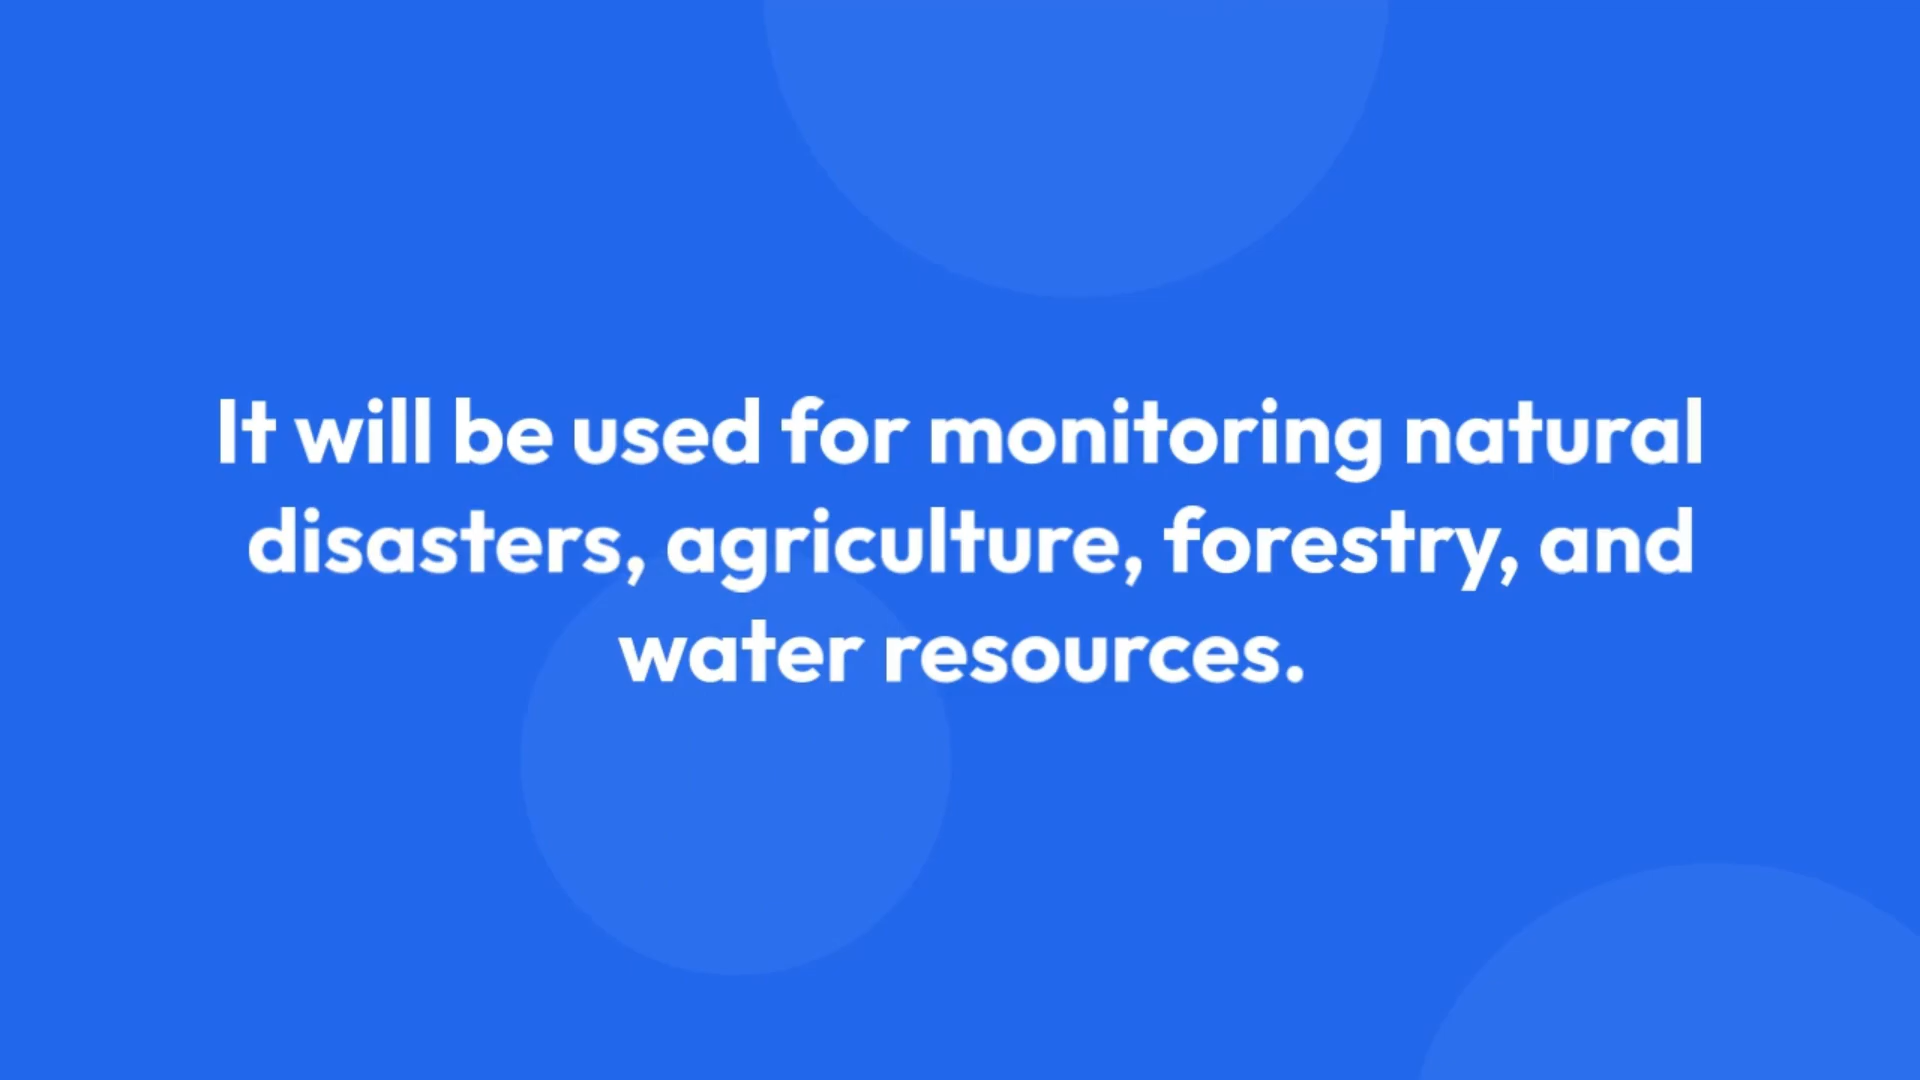 It will be used for monitoring natural
disasters, agriculture, forestry, and
water resources.